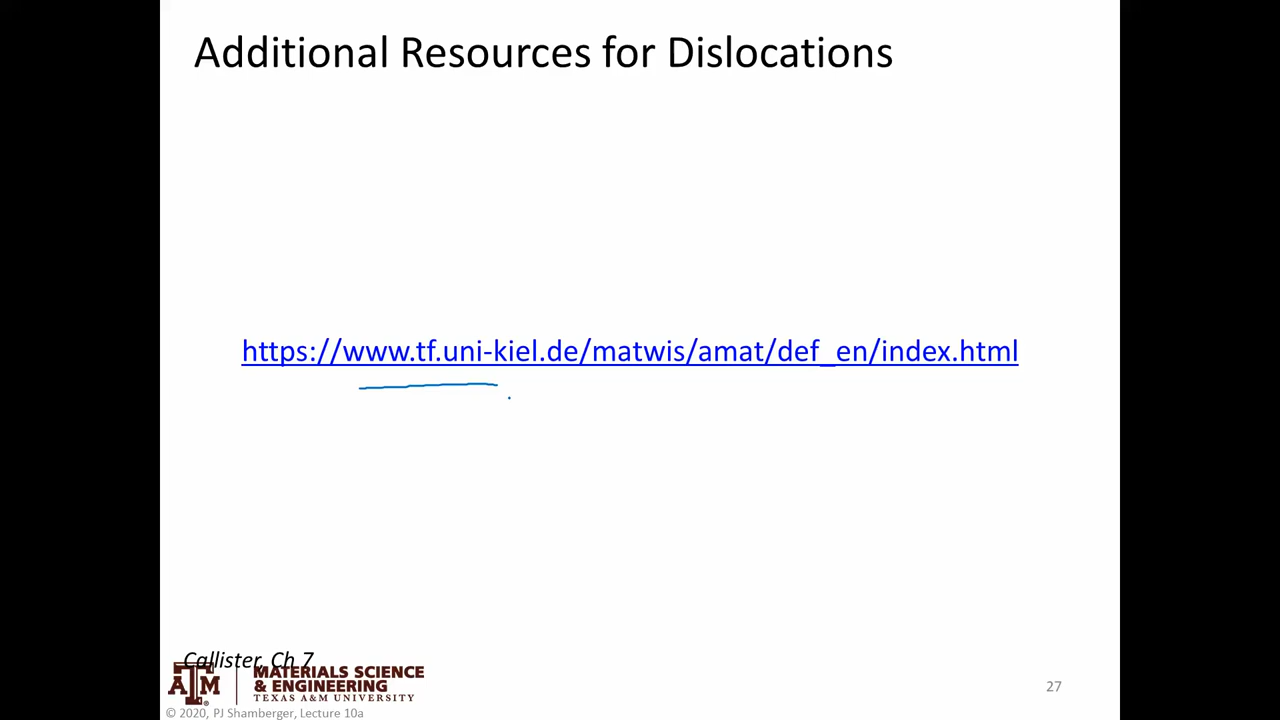 Additional Resources for Dislocations
https://www.tf.uni-kiel.de/matwis/amat/def_en/index.html
Callister, Ch 7
ATM
MATERIALS SCIENCE
& ENGINEERING
TEXAS A&M UNIVERSITY
© 2020, PJ Shamberger, Lecture 10a
27